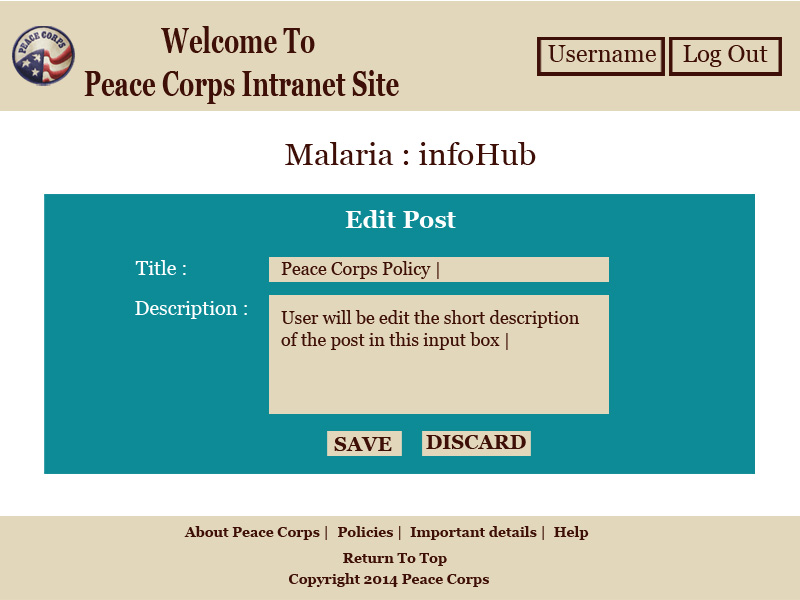 PEACE CORPS
Welcome To
Peace Corps Intranet Site
Username
Log Out
Malaria : infoHub
Edit Post
Title :
Peace Corps Policy |
Description :
User will be edit the short description
of the post in this input box |
SAVE
DISCARD
About Peace Corps | Policies | Important details | Help
Return To Top
Copyright 2014 Peace Corps